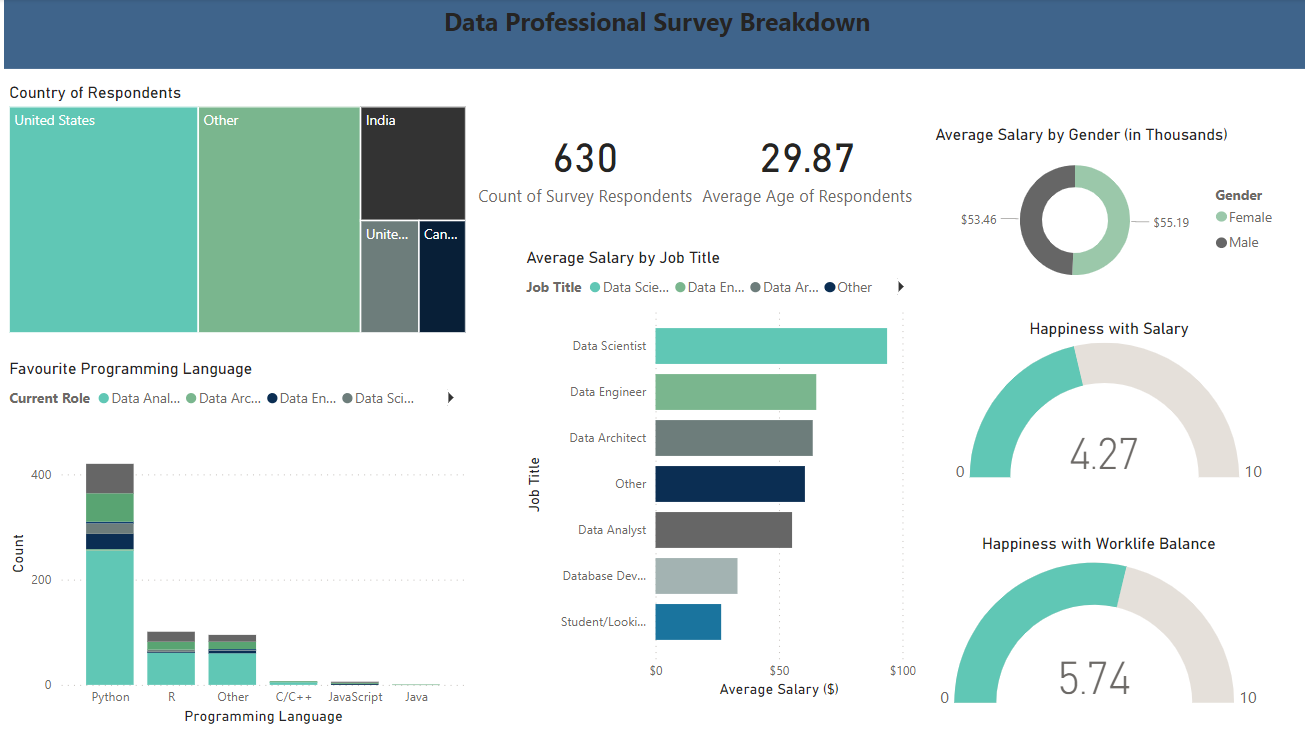 Data Professional Survey Breakdown
Country of Respondents
United States
Other
India
Unite...
Can...
630
Count of Survey Respondents
29.87
Average Age of Respondents
Average Salary by Gender (in Thousands)
$53.46
$55.19
Gender
Female
Male
Average Salary by Job Title
Job Title Data Scie... Data En... Data Ar... Other
Job Title
Data Scientist
Data Engineer
Data Architect
Other
Data Analyst
Database Dev...
Student/Looki...
$0 $50 $100
Average Salary ($)
Happiness with Salary
4.27
0 10
Happiness with Worklife Balance
5.74
0 10
Favourite Programming Language
Current Role Data Anal... Data Arc... Data En... Data Sci...
Count
400
200
0
Python R Other C/C++ JavaScript Java
Programming Language